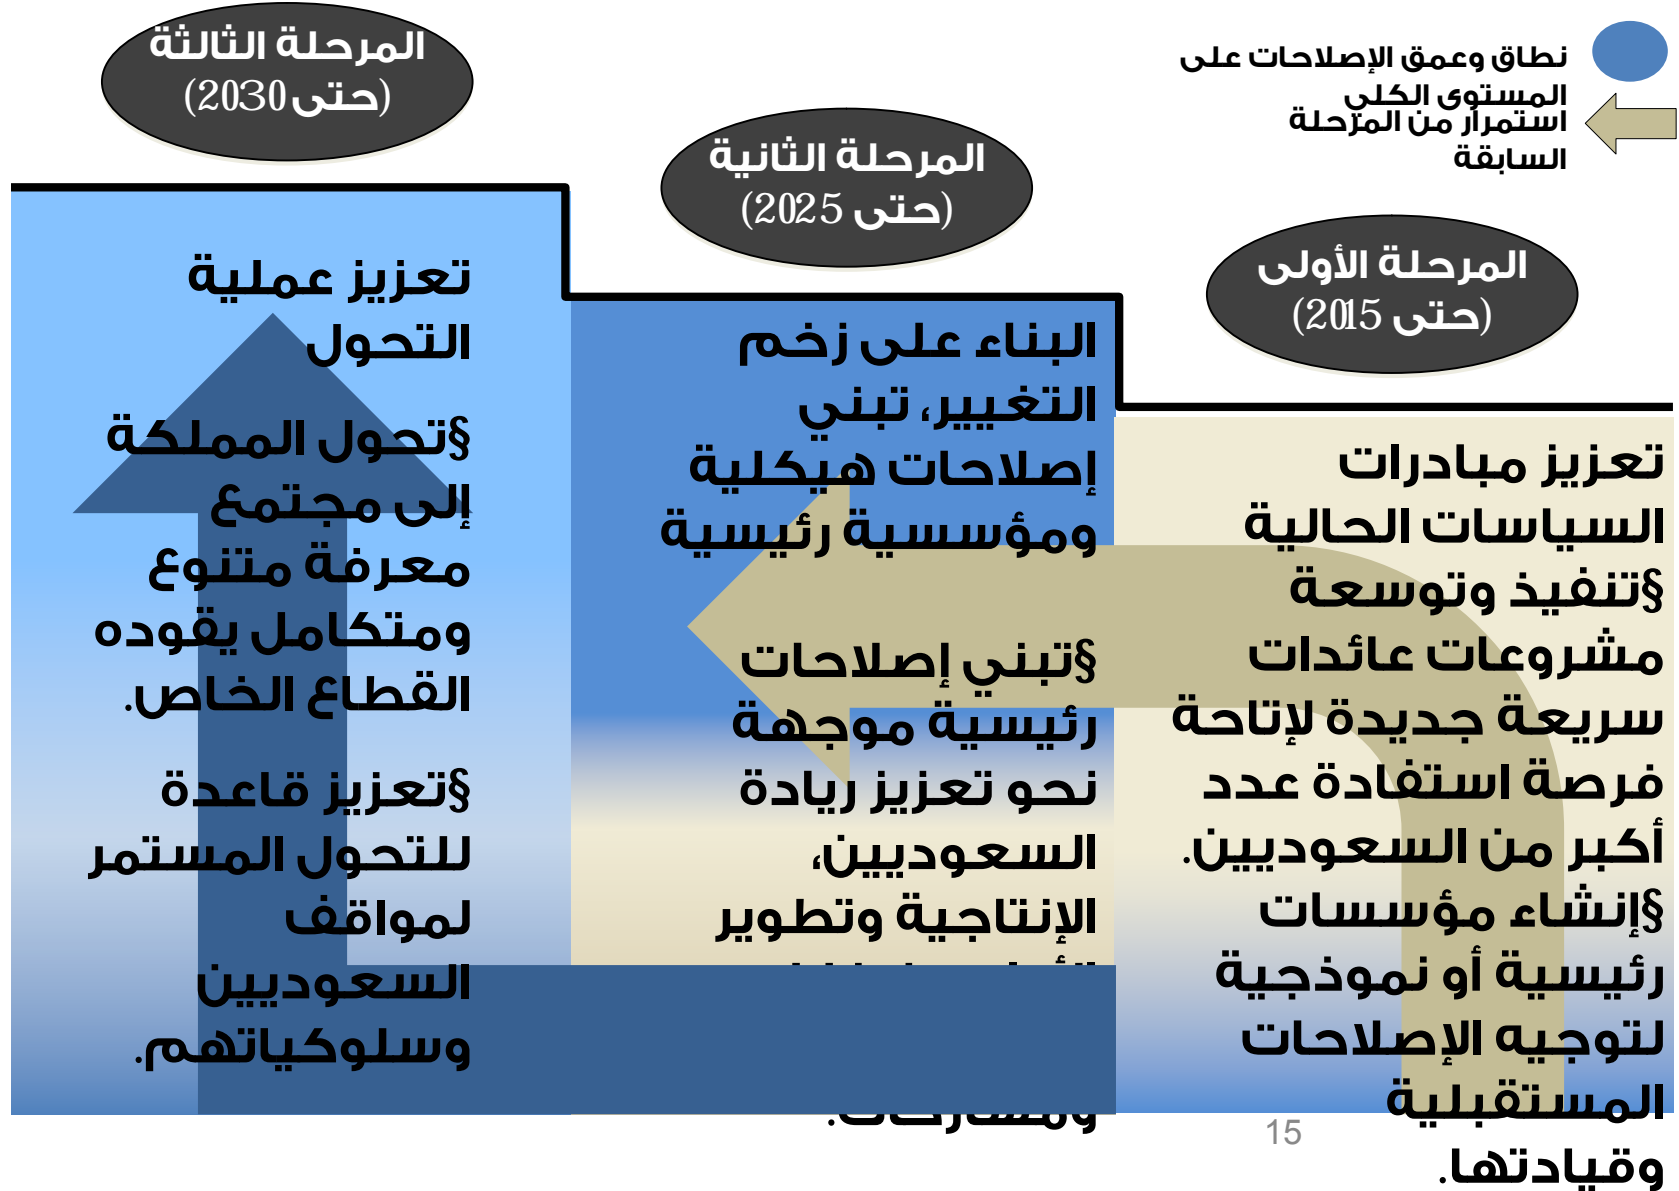 نطاق وعمق الإصلاحات على
المستوى الكلي
استمرار من المرحلة
السابقة
المرحلة الأولى
(حتى 2015)
تعزيز مبادرات
السياسات الحالية
§تنفيذ وتوسعة
مشروعات عائدات
سريعة جديدة لإتاحة
فرصة استفادة عدد
أكبر من السعوديين.
§إنشاء مؤسسات
رئيسية أو نموذجية
لتوجيه الإصلاحات
المستقبلية
وقيادتها.
المرحلة الثانية
(حتى 2025)
البناء على زخم
التغيير، تبني
إصلاحات هيكلية
ومؤسسية رئيسية
§تبني إصلاحات
رئيسية موجهة
نحو تعزيز ريادة
السعوديين،
الإنتاجية وتطوير
المرحلة الثالثة
(حتى 2030)
تعزيز عملية
التحول
§تحول المملكة
إلى مجتمع
معرفة متنوع
ومتكامل يقوده
القطاع الخاص.
§تعزيز قاعدة
للتحول المستمر
لمواقف
السعوديين
وسلوكياتهم.
15